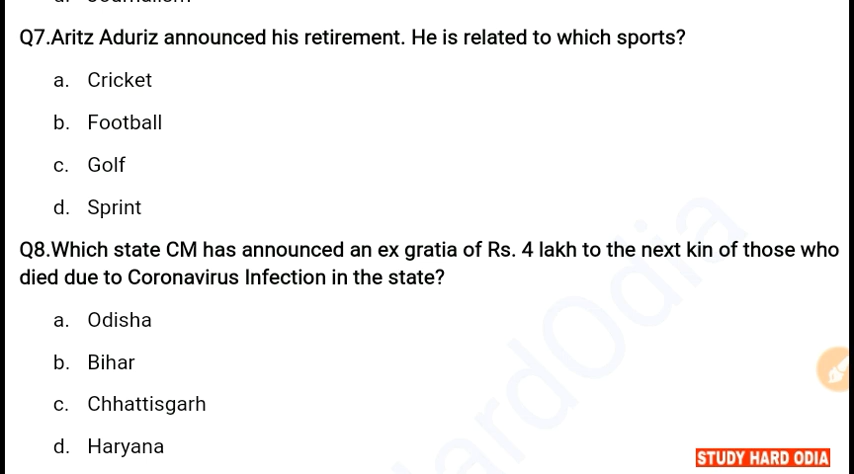 Q7.Aritz Aduriz announced his retirement. He is related to which sports?
a. Cricket
b. Football
c. Golf
d. Sprint
Q8.Which state CM has announced an ex gratia of Rs. 4 lakh to the next kin of those who
died due to Coronavirus Infection in the state?
a. Odisha
b. Bihar
c. Chhattisgarh
d. Haryana
STUDY HARD ODIA
rdOdia